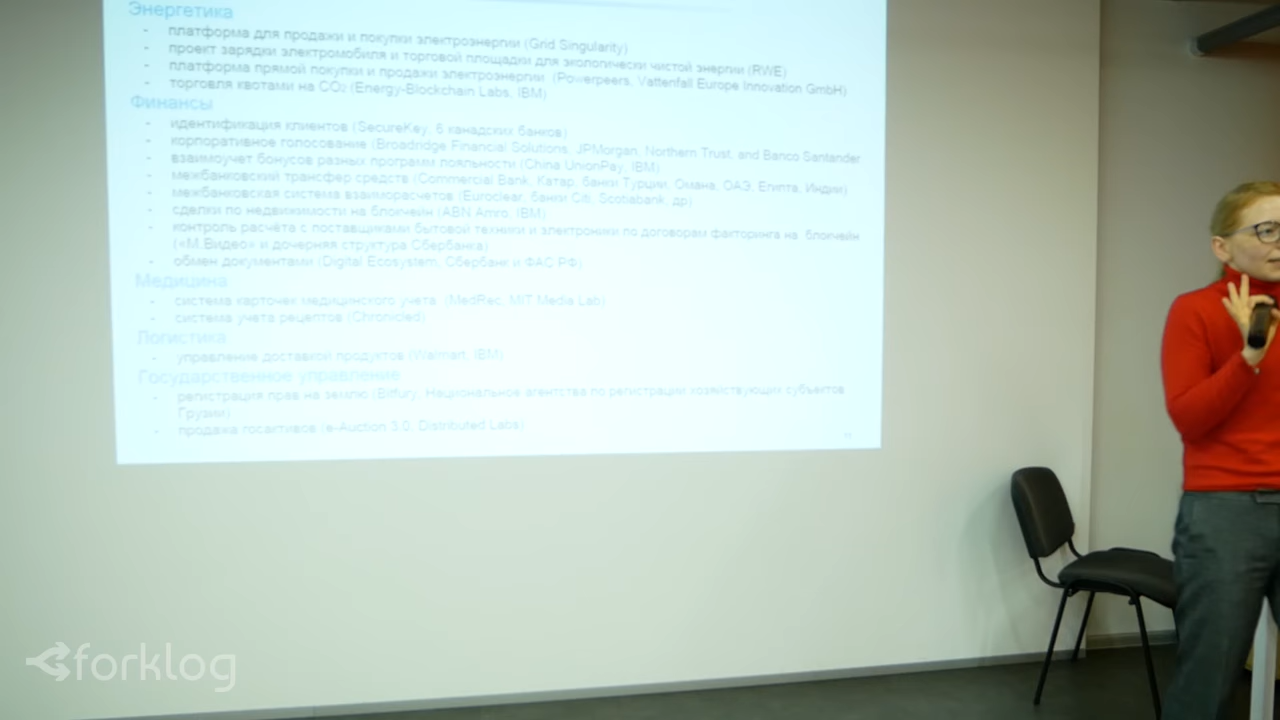 Энергетика
- платформа для продажи и покупки электроэнергии (Grid Singularity)
- проект зарядки электромобиля и торговой площадки для экологически чистой энергии (RWE)
- платформа прямой покупки и продажи электроэнергии (Powerpeers, Vattenfall Europe Innovation GmbH)
- торговля квотами на CO2 (Energy-Blockchain Labs, IBM)
Финансы
- идентификация клиентов (SecureKey, 6 канадских банков)
- корпоративное голосование (Broadridge Financial Solutions, JPMorgan, Northern Trust, and Banco Santander
- взаимоучет бонусов разных программ лояльности (China UnionPay, IBM)
- межбанковский трансфер средств (Commercial Bank, Катар, банки Турции, Омана, ОАЭ, Египта, Индии)
- межбанковская система взаиморасчетов (Euroclear, банки Citi, Scotiabank, др)
- сделки по недвижимости на блокчейн (ABN Amro, IBM)
- контроль расчёта с поставщиками бытовой техники и электроники по договорам факторинга на блокчейн
(«М.Видео» и дочерняя структура Сбербанка)
- обмен документами (Digital Ecosystem, Сбербанк и ФАС РФ)
Медицина
- система карточек медицинского учета (MedRec, MIT Media Lab)
- система учета рецептов (Chronicled)
Логистика
- управление доставкой продуктов (Walmart, IBM)
Государственное управление
- регистрация прав на землю (Bitfury, Национальное агентства по регистрации хозяйствующих субъектов
Грузии)
- продажа госактивов (e-Auction 3.0, Distributed Labs)
forklog